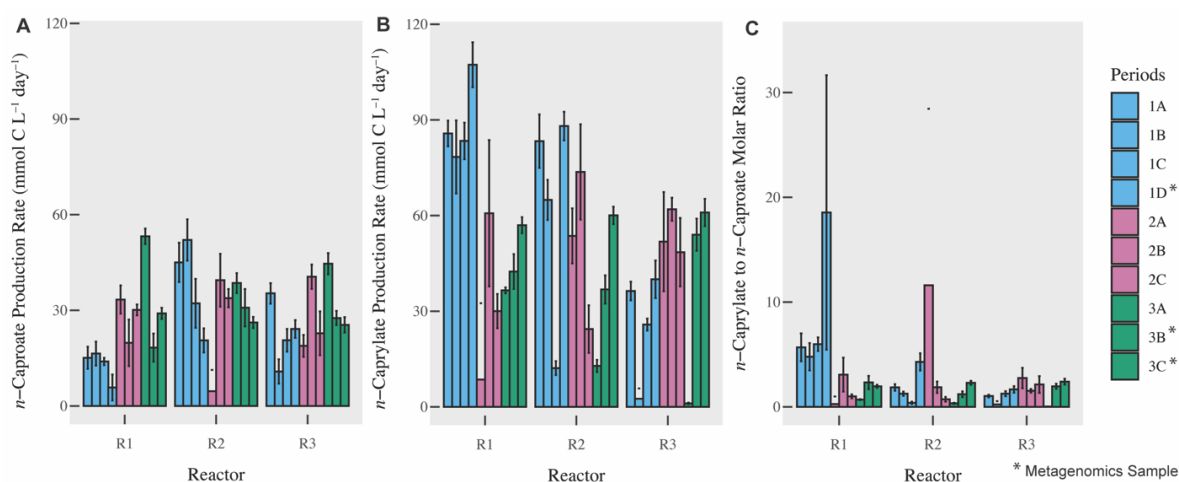 A
n–Caproate Production Rate (mmol C L⁻¹ day⁻¹)
120
90
60
30
0
R1 R2 R3
Reactor
B
n–Caprylate Production Rate (mmol C L⁻¹ day⁻¹)
120
90
60
30
0
R1 R2 R3
Reactor
C
n–Caprylate to n–Caproate Molar Ratio
30
20
10
0
R1 R2 R3
Reactor
Periods
1A
1B
1C
1D*
2A
2B
2C
3A
3B*
3C*
* Metagenomics Sample